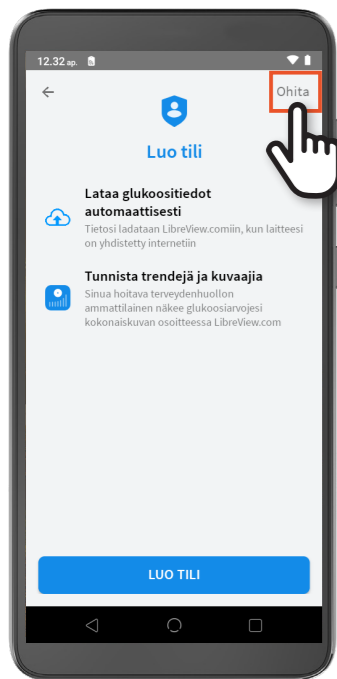 12.32 ap.
Ohita
Luo tili
Lataa glukoositiedot
automaattisesti
Tietosi ladataan LibreView.comiin, kun laitteesi
on yhdistetty internetiin
Tunnista trendejä ja kuvaajia
Sinua hoitava terveydenhuollon
ammattilainen näkee glukoosiarvojesi
kokonaiskuvan osoitteessa LibreView.com
LUO TILI